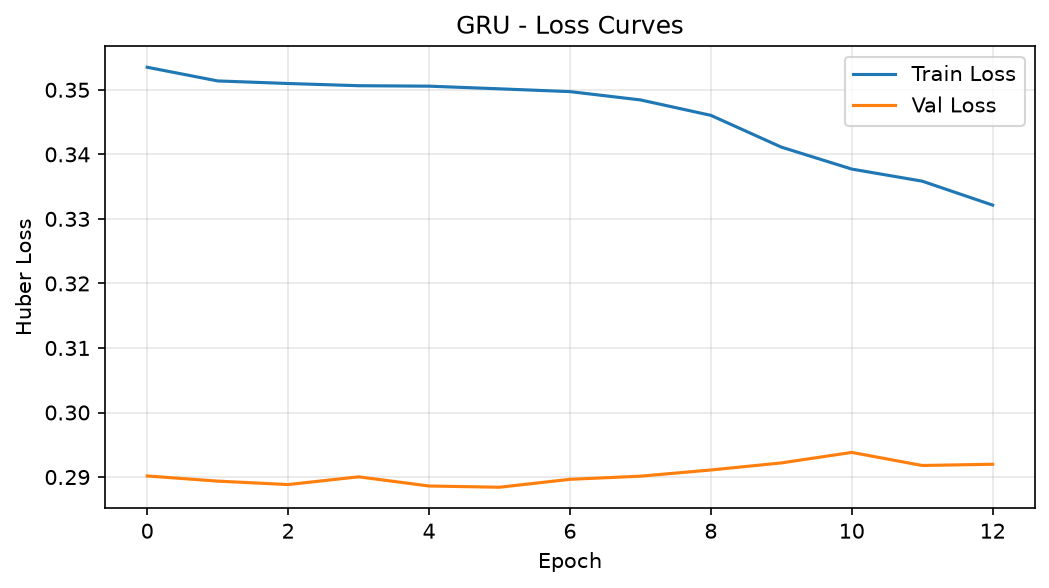 GRU - Loss Curves
Train Loss
Val Loss
Huber Loss
0.35
0.34
0.33
0.32
0.31
0.30
0.29
0 2 4 6 8 10 12
Epoch